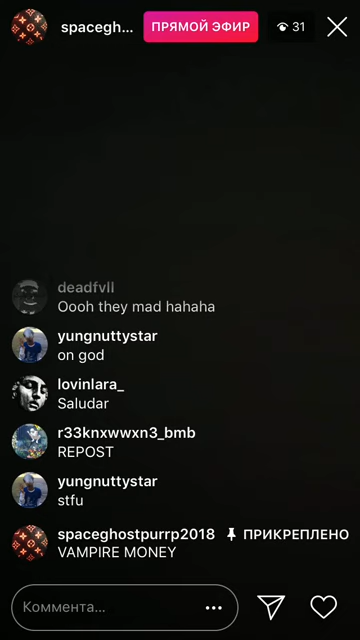 spacegh... ПРЯМОЙ ЭФИР 31
deadfvll
Oooh they mad hahaha
yungnuttystar
on god
lovinlara_
Saludar
r33knxwwxn3_bmb
REPOST
yungnuttystar
stfu
spaceghostpurrp2018 ПРИКРЕПЛЕНО
VAMPIRE MONEY
Коммента...